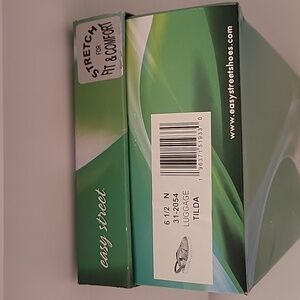 STRETCH
FOR
FIT & COMFORT
easy street.
www.easystreetshoes.com
6 1/2 N
31-2054
LUGGAGE
TILDA